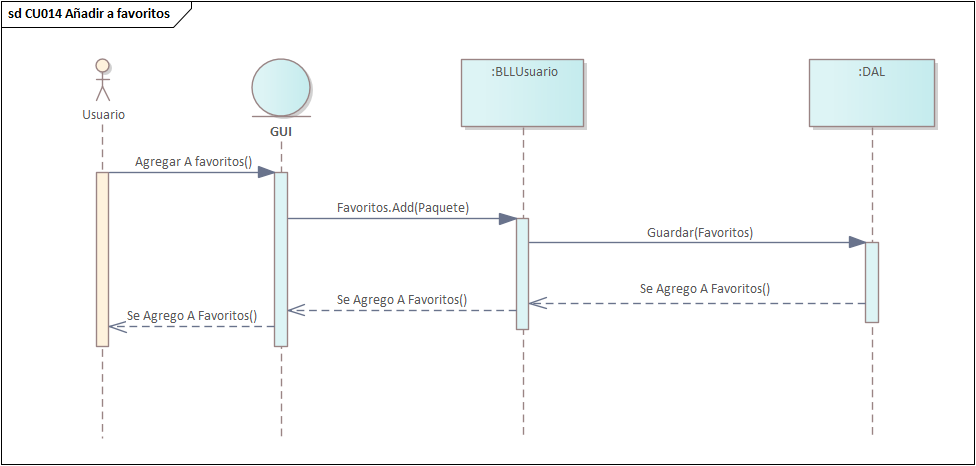 sd CU014 Añadir a favoritos
Usuario
GUI
:BLLUsuario
:DAL
Agregar A favoritos()
Favoritos.Add(Paquete)
Guardar(Favoritos)
Se Agrego A Favoritos()
Se Agrego A Favoritos()
Se Agrego A Favoritos()